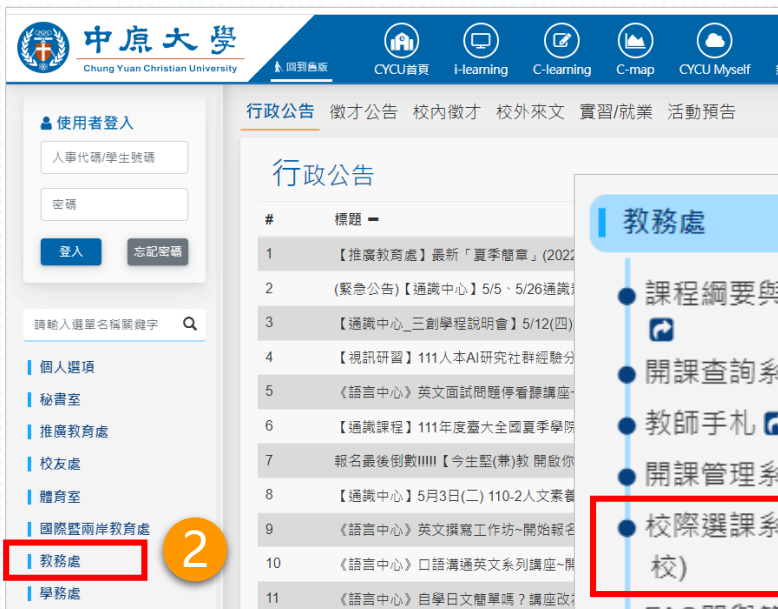 中原大學
Chung Yuan Christian University
回到舊版
CYCU首頁
i-learning
C-learning
C-map
CYCU Myself
使用者登入
人事代碼/學生號碼
密碼
登入 忘記密碼
請輸入選單名稱關鍵字
個人選項
秘書室
推廣教育處
校友處
體育室
國際暨兩岸教育處
教務處
學務處
2
行政公告 徵才公告 校內徵才 校外來文 實習/就業 活動預告
行政公告
# 標題
1 【推廣教育處】最新「夏季簡章」(2022
2 (緊急公告)【通識中心】5/5、5/26通識
3 【通識中心_三創學程說明會】5/12(四)
4 【視訊研習】111人本AI研究社群經驗分
5 《語言中心》英文面試問題停看聽講座~
6 【通識課程】111年度臺大全國夏季學院
7 報名最後倒數!!!!!【今生堅(兼)教 開啟你
8 【通識中心】5月3日(二) 110-2人文素養
9 《語言中心》英文撰寫工作坊~開始報名
10 《語言中心》口語溝通英文系列講座~開
11 《語言中心》自學日文簡單嗎？講座改
教務處
課程綱要與
開課查詢系
教師手札
開課管理系
校際選課系
校)